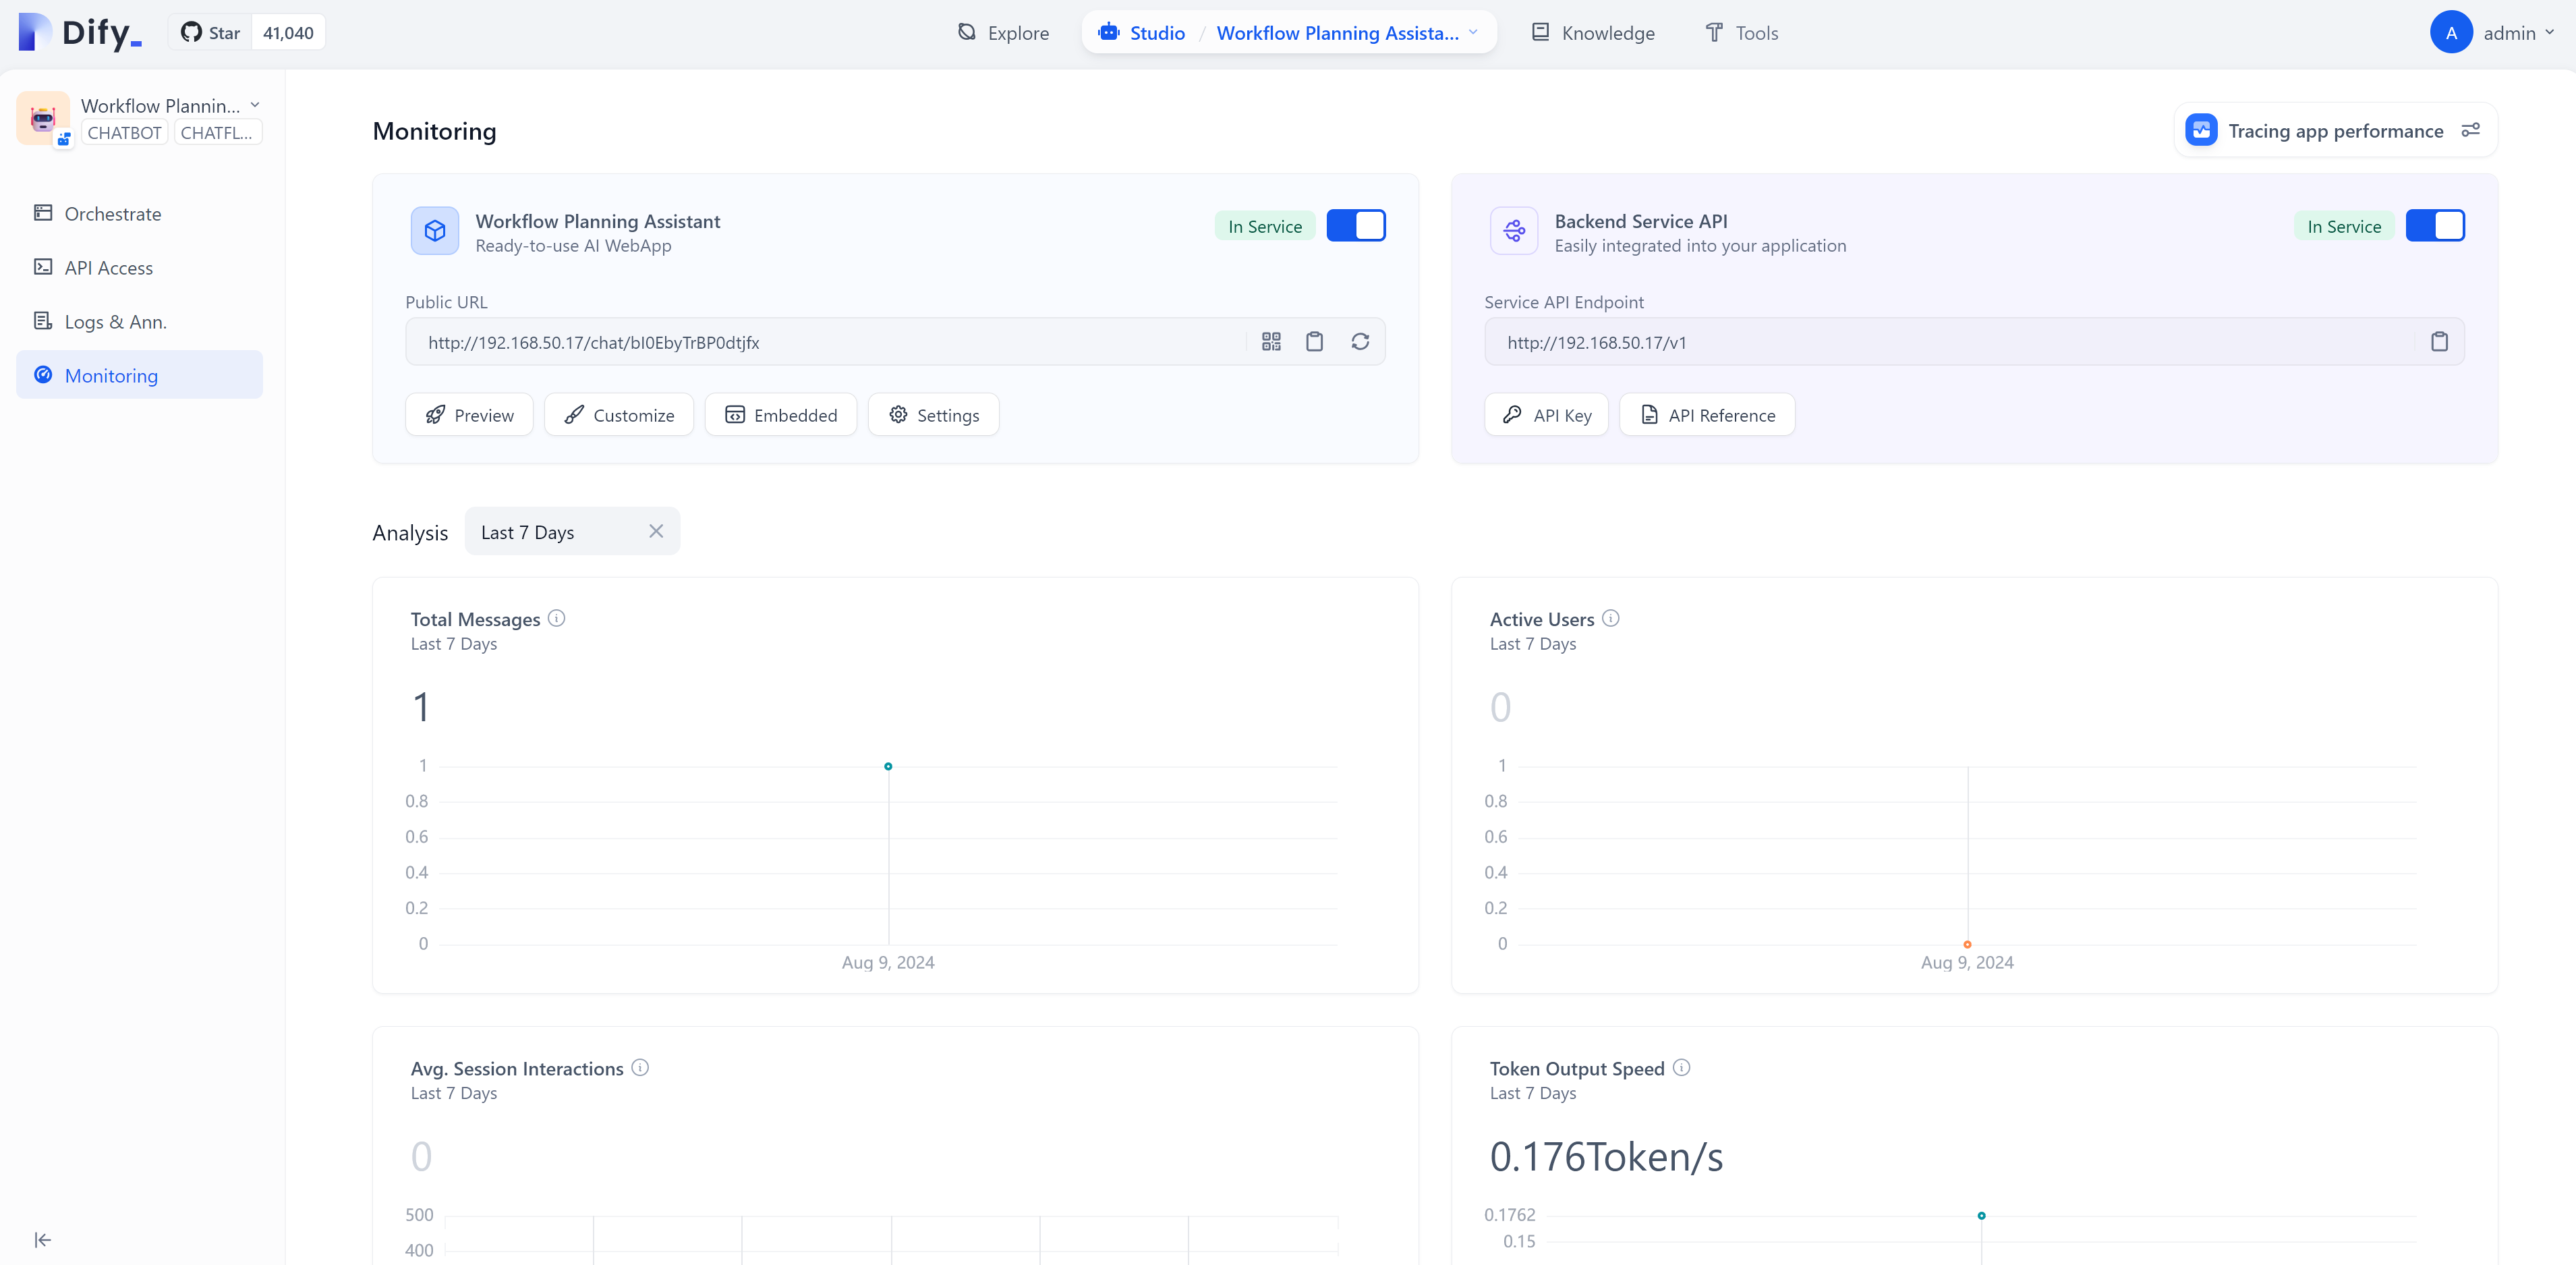 Dify_
Star 41,040
Explore
Studio / Workflow Planning Assista...
Knowledge
Tools
A admin
Workflow Plannin...
CHATBOT CHATFL...
Orchestrate
API Access
Logs & Ann.
Monitoring
Monitoring
Tracing app performance
Workflow Planning Assistant
Ready-to-use AI WebApp
In Service
Public URL
http://192.168.50.17/chat/bI0EbyTrBP0dtjfx
Preview
Customize
Embedded
Settings
Backend Service API
Easily integrated into your application
In Service
Service API Endpoint
http://192.168.50.17/v1
API Key
API Reference
Analysis
Last 7 Days
Total Messages
Last 7 Days
1
1
0.8
0.6
0.4
0.2
0
Aug 9, 2024
Active Users
Last 7 Days
0
1
0.8
0.6
0.4
0.2
0
Aug 9, 2024
Avg. Session Interactions
Last 7 Days
0
500
400
Token Output Speed
Last 7 Days
0.176Token/s
0.1762
0.15